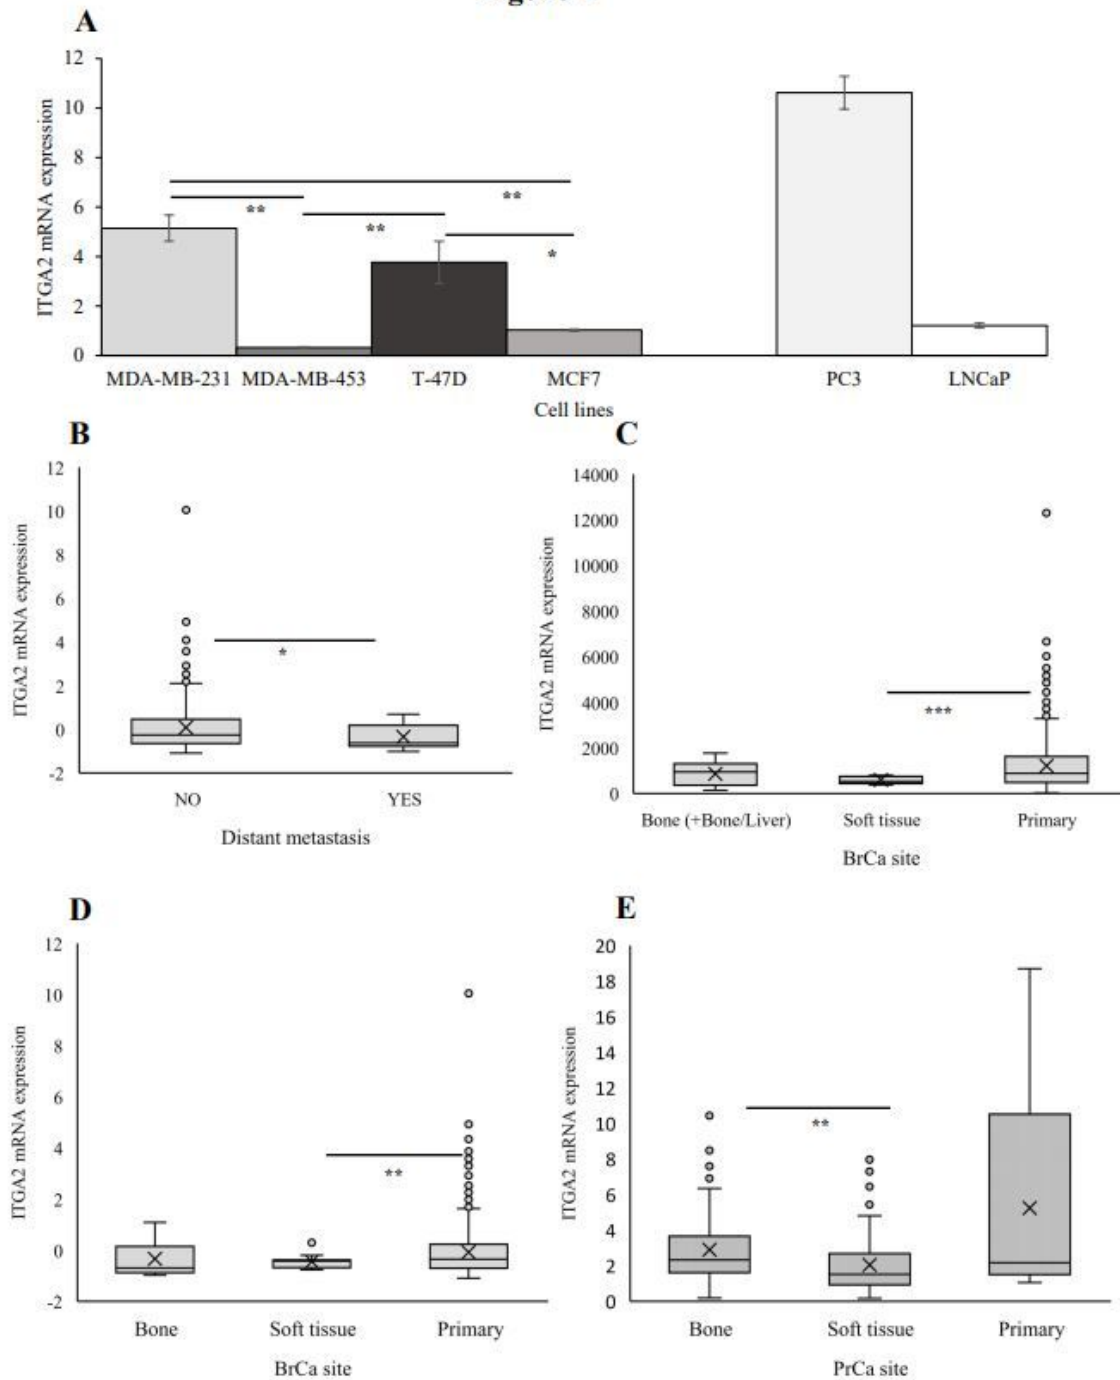 A
ITGA2 mRNA expression
12
10
8
6
4
2
0
**
**
**
*
MDA-MB-231 MDA-MB-453 T-47D MCF7 PC3 LNCaP
Cell lines
B
ITGA2 mRNA expression
12
10
8
6
4
2
0
-2
*
NO YES
Distant metastasis
C
ITGA2 mRNA expression
14000
12000
10000
8000
6000
4000
2000
0
***
Bone (+Bone/Liver) Soft tissue Primary
BrCa site
D
ITGA2 mRNA expression
12
10
8
6
4
2
0
-2
**
Bone Soft tissue Primary
BrCa site
E
ITGA2 mRNA expression
20
18
16
14
12
10
8
6
4
2
0
**
Bone Soft tissue Primary
PrCa site